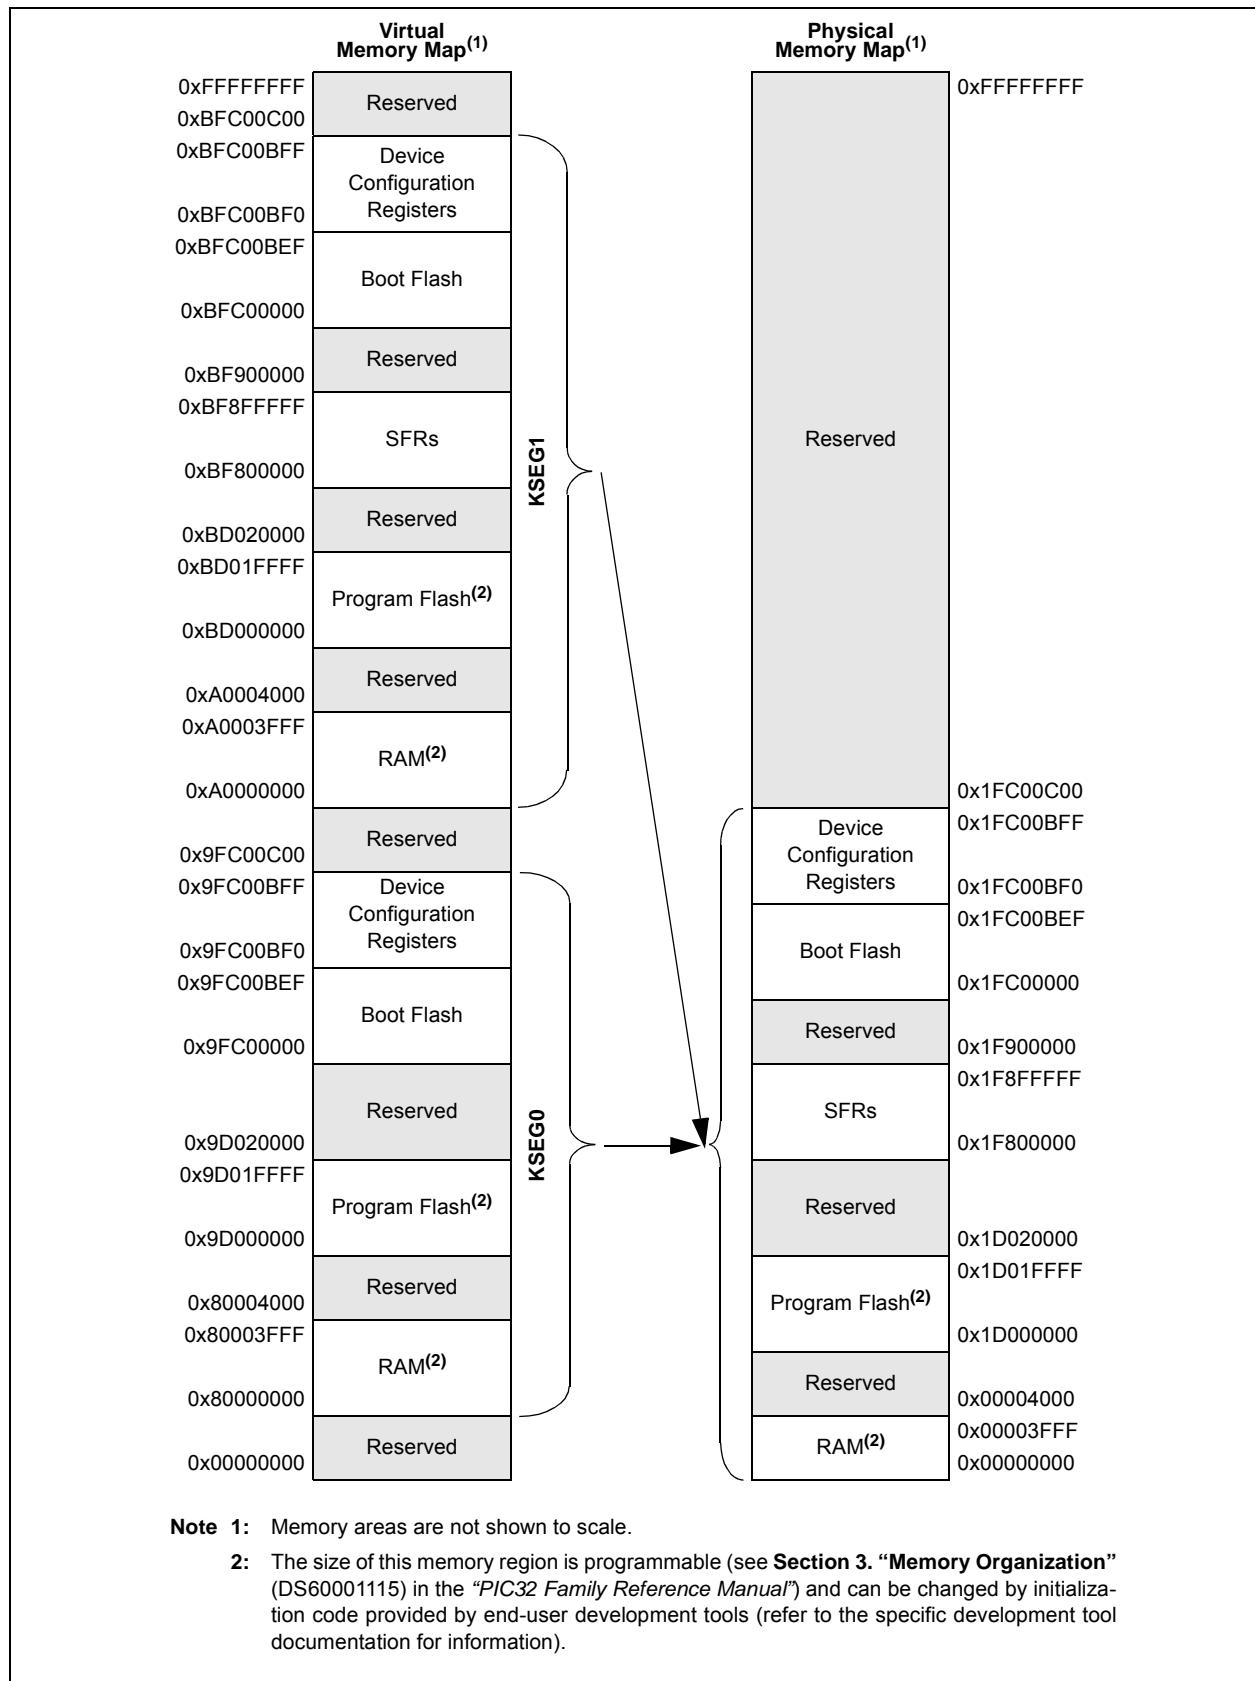 Virtual
Memory Map(1)
0xFFFFFFFF
Reserved
0xBFC00C00
0xBFC00BFF
Device
Configuration
Registers
0xBFC00BF0
0xBFC00BEF
Boot Flash
0xBFC00000
Reserved
0xBF900000
0xBF8FFFFF
SFRs
0xBF800000
Reserved
0xBD020000
0xBD01FFFF
Program Flash(2)
0xBD000000
Reserved
0xA0004000
0xA0003FFF
RAM(2)
0xA0000000
KSEG1
Reserved
0x9FC00C00
0x9FC00BFF
Device
Configuration
Registers
0x9FC00BF0
0x9FC00BEF
Boot Flash
0x9FC00000
Reserved
0x9D020000
0x9D01FFFF
Program Flash(2)
0x9D000000
Reserved
0x80004000
0x80003FFF
RAM(2)
0x80000000
KSEG0
Reserved
0x00000000
Physical
Memory Map(1)
0xFFFFFFFF
Reserved
0x1FC00C00
0x1FC00BFF
Device
Configuration
Registers
0x1FC00BF0
0x1FC00BEF
Boot Flash
0x1FC00000
Reserved
0x1F900000
0x1F8FFFFF
SFRs
0x1F800000
Reserved
0x1D020000
0x1D01FFFF
Program Flash(2)
0x1D000000
Reserved
0x00004000
0x00003FFF
RAM(2)
0x00000000
Note 1: Memory areas are not shown to scale.
2: The size of this memory region is programmable (see Section 3. “Memory Organization”
(DS60001115) in the “PIC32 Family Reference Manual”) and can be changed by initializa-
tion code provided by end-user development tools (refer to the specific development tool
documentation for information).